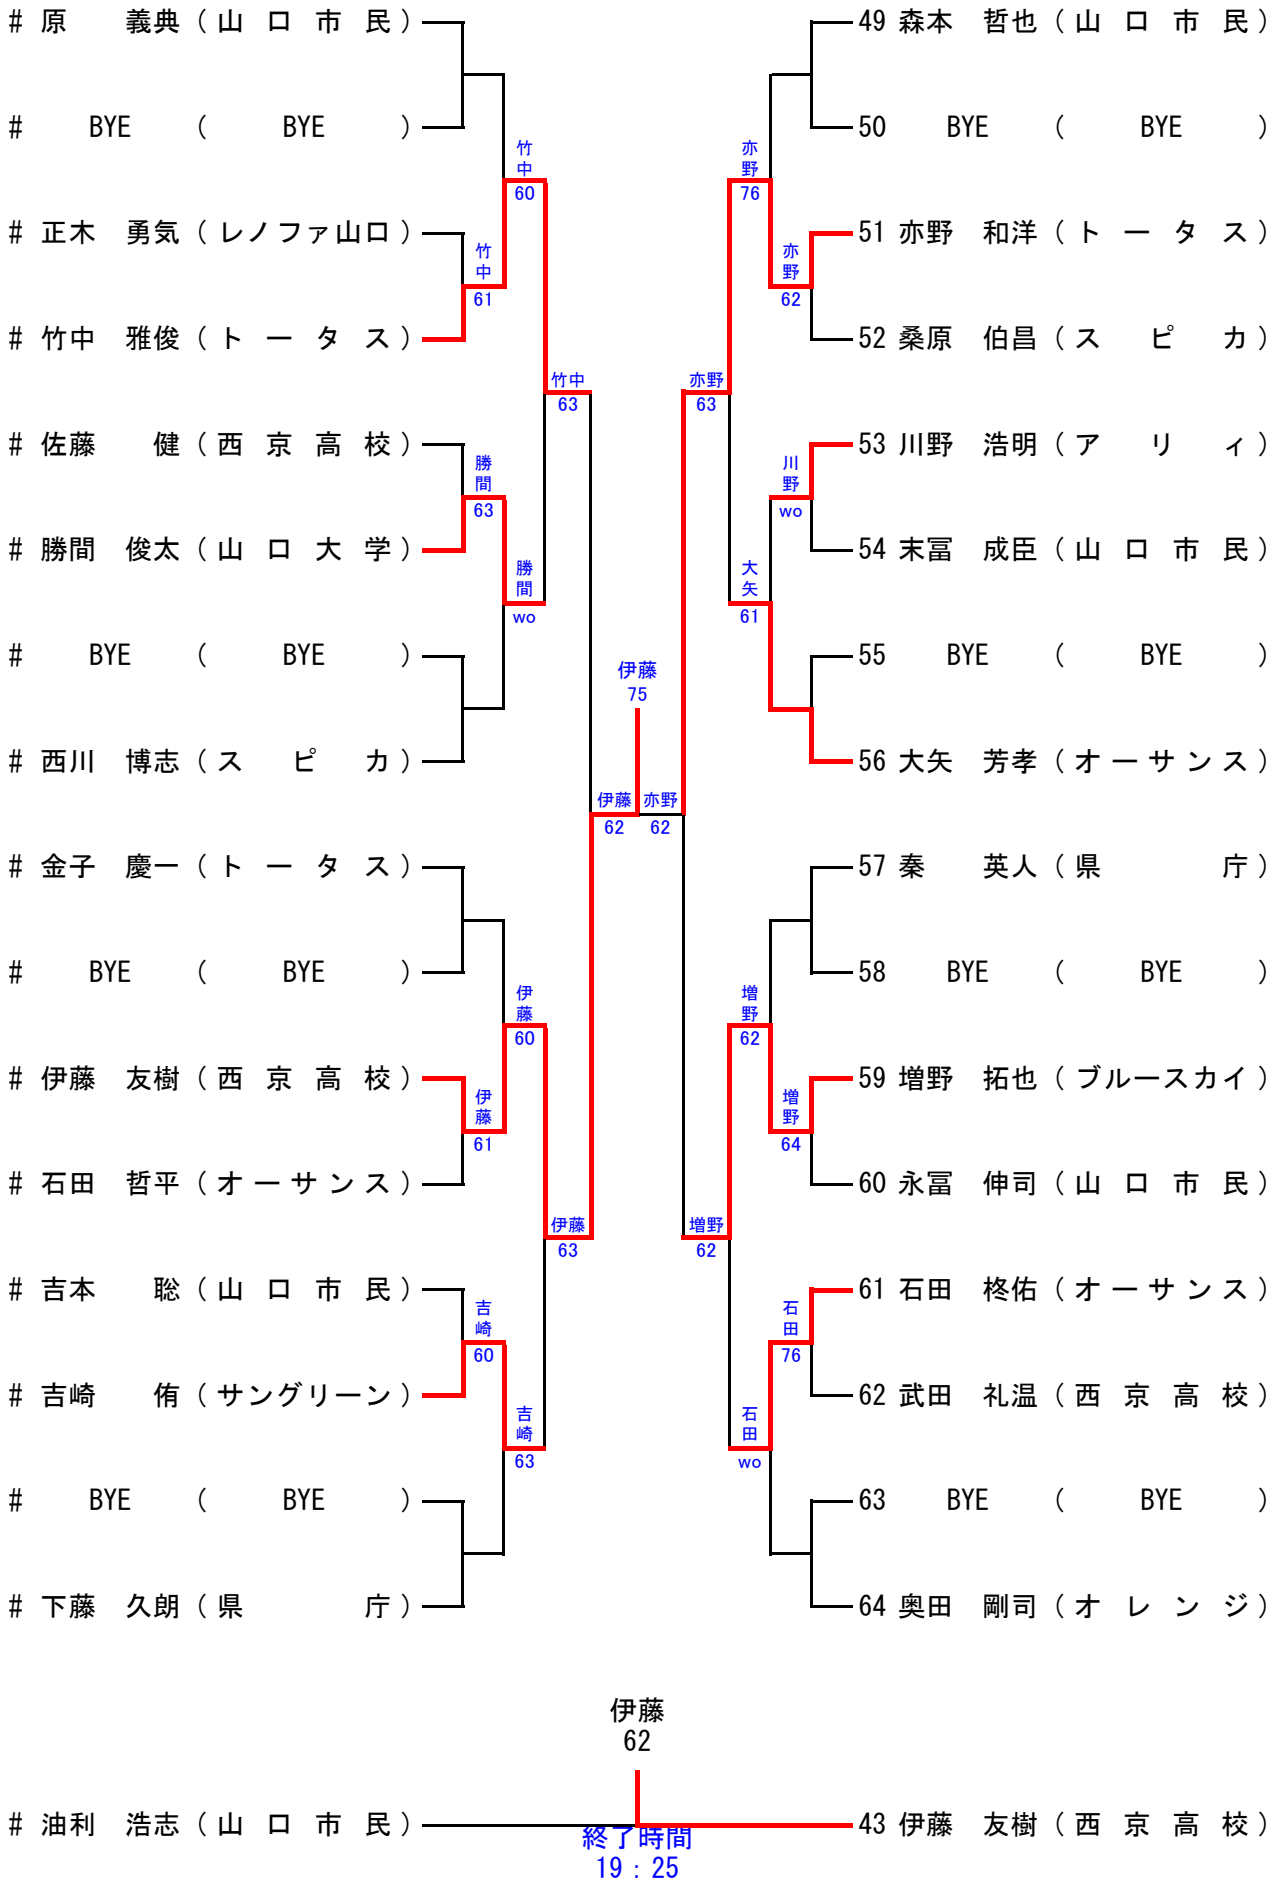 # 原 義典 ( 山 口 市 民 )
49 森本 哲也 ( 山 口 市 民 )
# BYE ( BYE )
50 BYE ( BYE )
竹中
60
亦野
76
# 正木 勇気 ( レノファ山口 )
51 亦野 和洋 ( ト ー タ ス )
竹中
61
亦野
62
# 竹中 雅俊 ( ト ー タ ス )
52 桑原 伯昌 ( ス ピ カ )
竹中
63
亦野
63
# 佐藤 健 ( 西 京 高 校 )
53 川野 浩明 ( ア リ ィ )
勝間
63
川野
wo
# 勝間 俊太 ( 山 口 大 学 )
54 末冨 成臣 ( 山 口 市 民 )
勝間
wo
大矢
61
# BYE ( BYE )
55 BYE ( BYE )
伊藤
75
# 西川 博志 ( ス ピ カ )
56 大矢 芳孝 ( オーサンス )
伊藤
62
亦野
62
# 金子 慶一 ( ト ー タ ス )
57 秦 英人 ( 県 庁 )
# BYE ( BYE )
58 BYE ( BYE )
伊藤
60
増野
62
# 伊藤 友樹 ( 西 京 高 校 )
59 増野 拓也 ( ブルースカイ )
伊藤
61
増野
64
# 石田 哲平 ( オーサンス )
60 永冨 伸司 ( 山 口 市 民 )
伊藤
63
増野
62
# 吉本 聡 ( 山 口 市 民 )
61 石田 柊佑 ( オーサンス )
吉崎
60
石田
76
# 吉崎 侑 ( サングリーン )
62 武田 礼温 ( 西 京 高 校 )
吉崎
63
石田
wo
# BYE ( BYE )
63 BYE ( BYE )
# 下藤 久朗 ( 県 庁 )
64 奥田 剛司 ( オ レ ン ジ )
伊藤
62
# 油利 浩志 ( 山 口 市 民 )
43 伊藤 友樹 ( 西 京 高 校 )
終了時間
19：25